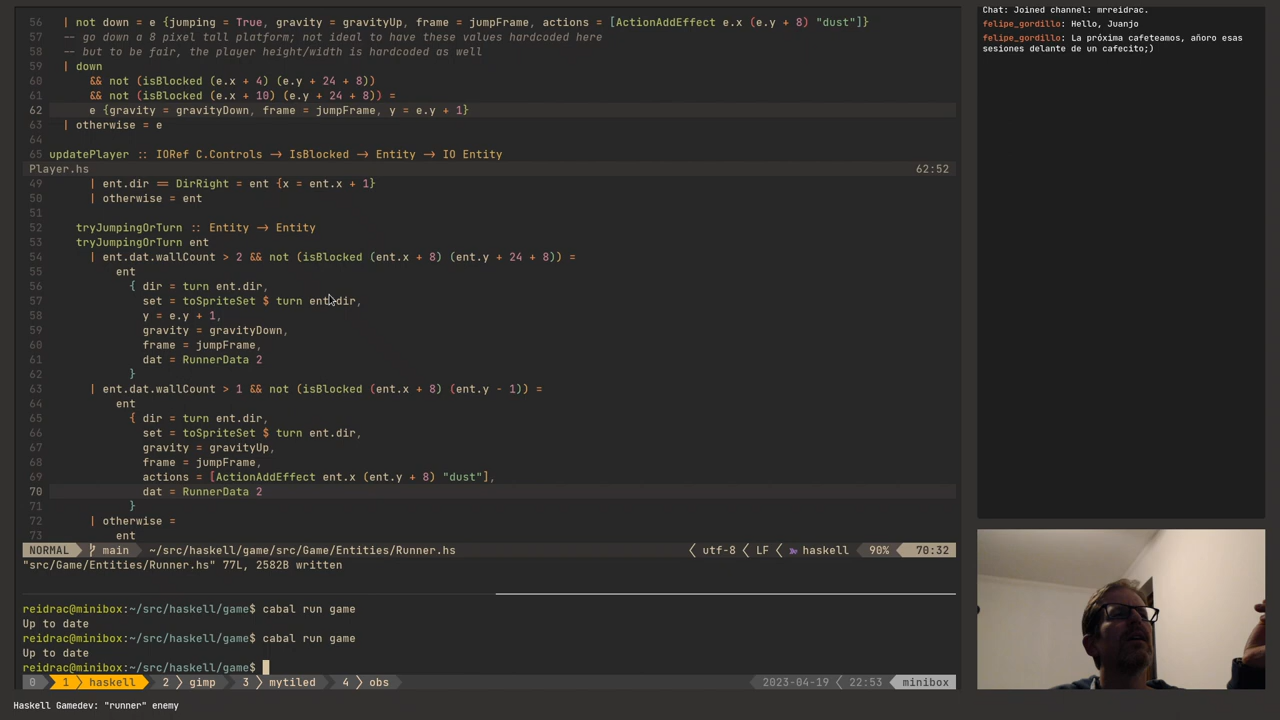 56   | not down = e {jumping = True, gravity = gravityUp, frame = jumpFrame, actions = [ActionAddEffect e.x (e.y + 8) "dust"]}
57   -- go down a 8 pixel tall platform; not ideal to have these values hardcoded here
58   -- but to be fair, the player height/width is hardcoded as well
59   | down
60       && not (isBlocked (e.x + 4) (e.y + 24 + 8))
61       && not (isBlocked (e.x + 10) (e.y + 24 + 8)) =
62       e {gravity = gravityDown, frame = jumpFrame, y = e.y + 1}
63   | otherwise = e
64
65 updatePlayer :: IORef C.Controls → IsBlocked → Entity → IO Entity
Player.hs 62:52
49         | ent.dir == DirRight = ent {x = ent.x + 1}
50         | otherwise = ent
51
52     tryJumpingOrTurn :: Entity → Entity
53     tryJumpingOrTurn ent
54       | ent.dat.wallCount > 2 && not (isBlocked (ent.x + 8) (ent.y + 24 + 8)) =
55           ent
56             { dir = turn ent.dir,
57               set = toSpriteSet $ turn ent.dir,
58               y = e.y + 1,
59               gravity = gravityDown,
60               frame = jumpFrame,
61               dat = RunnerData 2
62             }
63       | ent.dat.wallCount > 1 && not (isBlocked (ent.x + 8) (ent.y - 1)) =
64           ent
65             { dir = turn ent.dir,
66               set = toSpriteSet $ turn ent.dir,
67               gravity = gravityUp,
68               frame = jumpFrame,
69               actions = [ActionAddEffect ent.x (ent.y + 8) "dust"],
70               dat = RunnerData 2
71             }
72       | otherwise =
73           ent
NORMAL main ~/src/haskell/game/src/Game/Entities/Runner.hs utf-8 LF haskell 90% 70:32
"src/Game/Entities/Runner.hs" 77L, 2582B written
reidrac@minibox:~/src/haskell/game$ cabal run game
Up to date
reidrac@minibox:~/src/haskell/game$ cabal run game
Up to date
reidrac@minibox:~/src/haskell/game$
0 1 haskell 2 gimp 3 mytiled 4 obs 2023-04-19 22:53 minibox
Haskell Gamedev: "runner" enemy
Chat: Joined channel: mrreidrac.
felipe_gordillo: Hello, Juanjo
felipe_gordillo: La próxima cafeteamos, añoro esas
sesiones delante de un cafecito;)